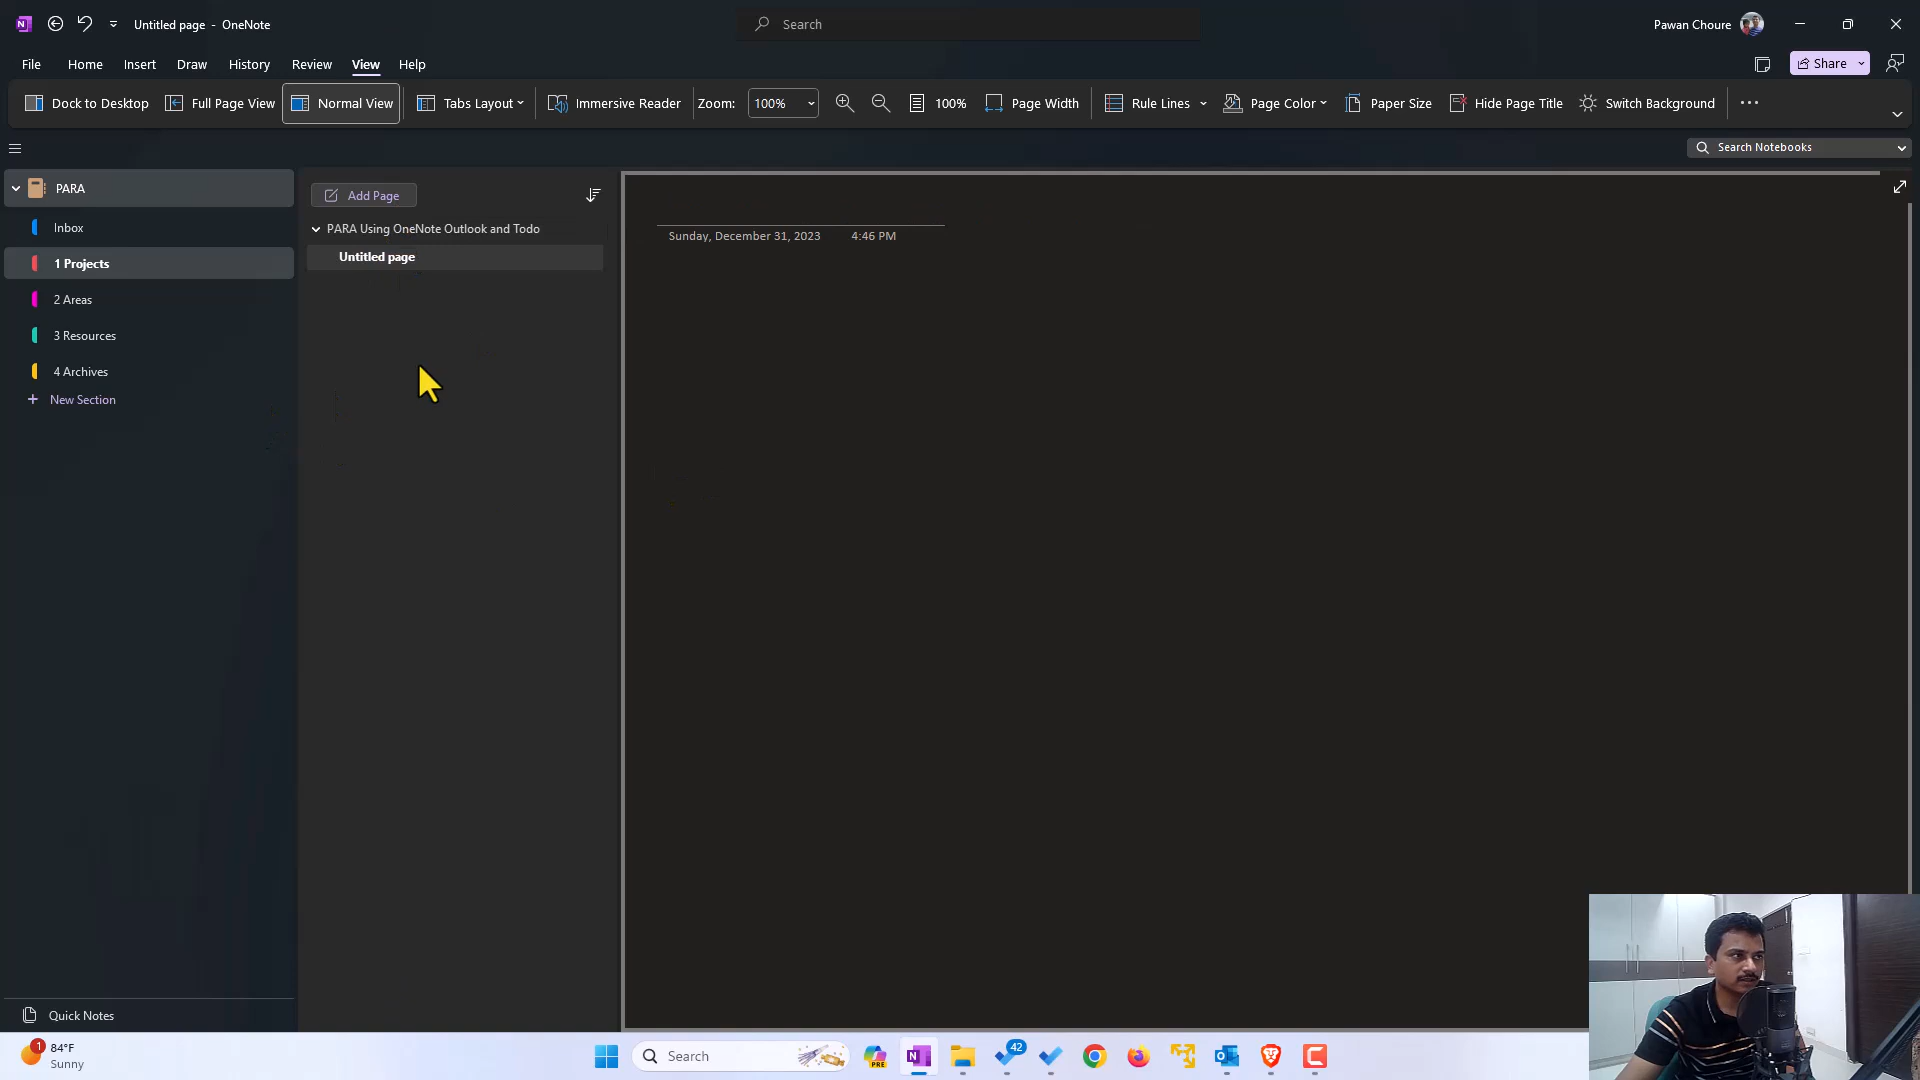 Untitled page - OneNote
Search
Pawan Choure
File Home Insert Draw History Review View Help
Share
Dock to Desktop Full Page View Normal View Tabs Layout Immersive Reader Zoom: 100% 100% Page Width Rule Lines Page Color Paper Size Hide Page Title Switch Background
Search Notebooks
PARA
Inbox
1 Projects
2 Areas
3 Resources
4 Archives
+ New Section
Add Page
PARA Using OneNote Outlook and Todo
Untitled page
Sunday, December 31, 2023 4:46 PM
Quick Notes
1
84°F
Sunny
Search
PRE
42